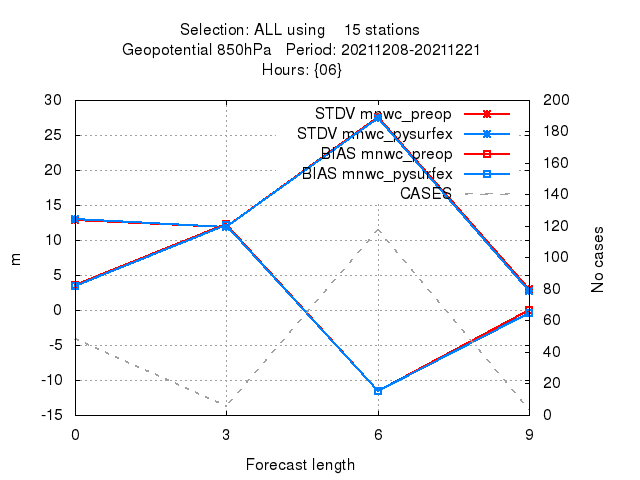 Selection: ALL using 15 stations
Geopotential 850hPa Period: 20211208-20211221
Hours: {06}
30 200
STDV mnwc_preop
25 180
STDV mnwc_pysurfex
20 160
BIAS mnwc_preop
BIAS mnwc_pysurfex
15 140
CASES
10 120
5 100
0 80
-5 60
-10 40
-15 20
0
m
No cases
0 3 6 9
Forecast length